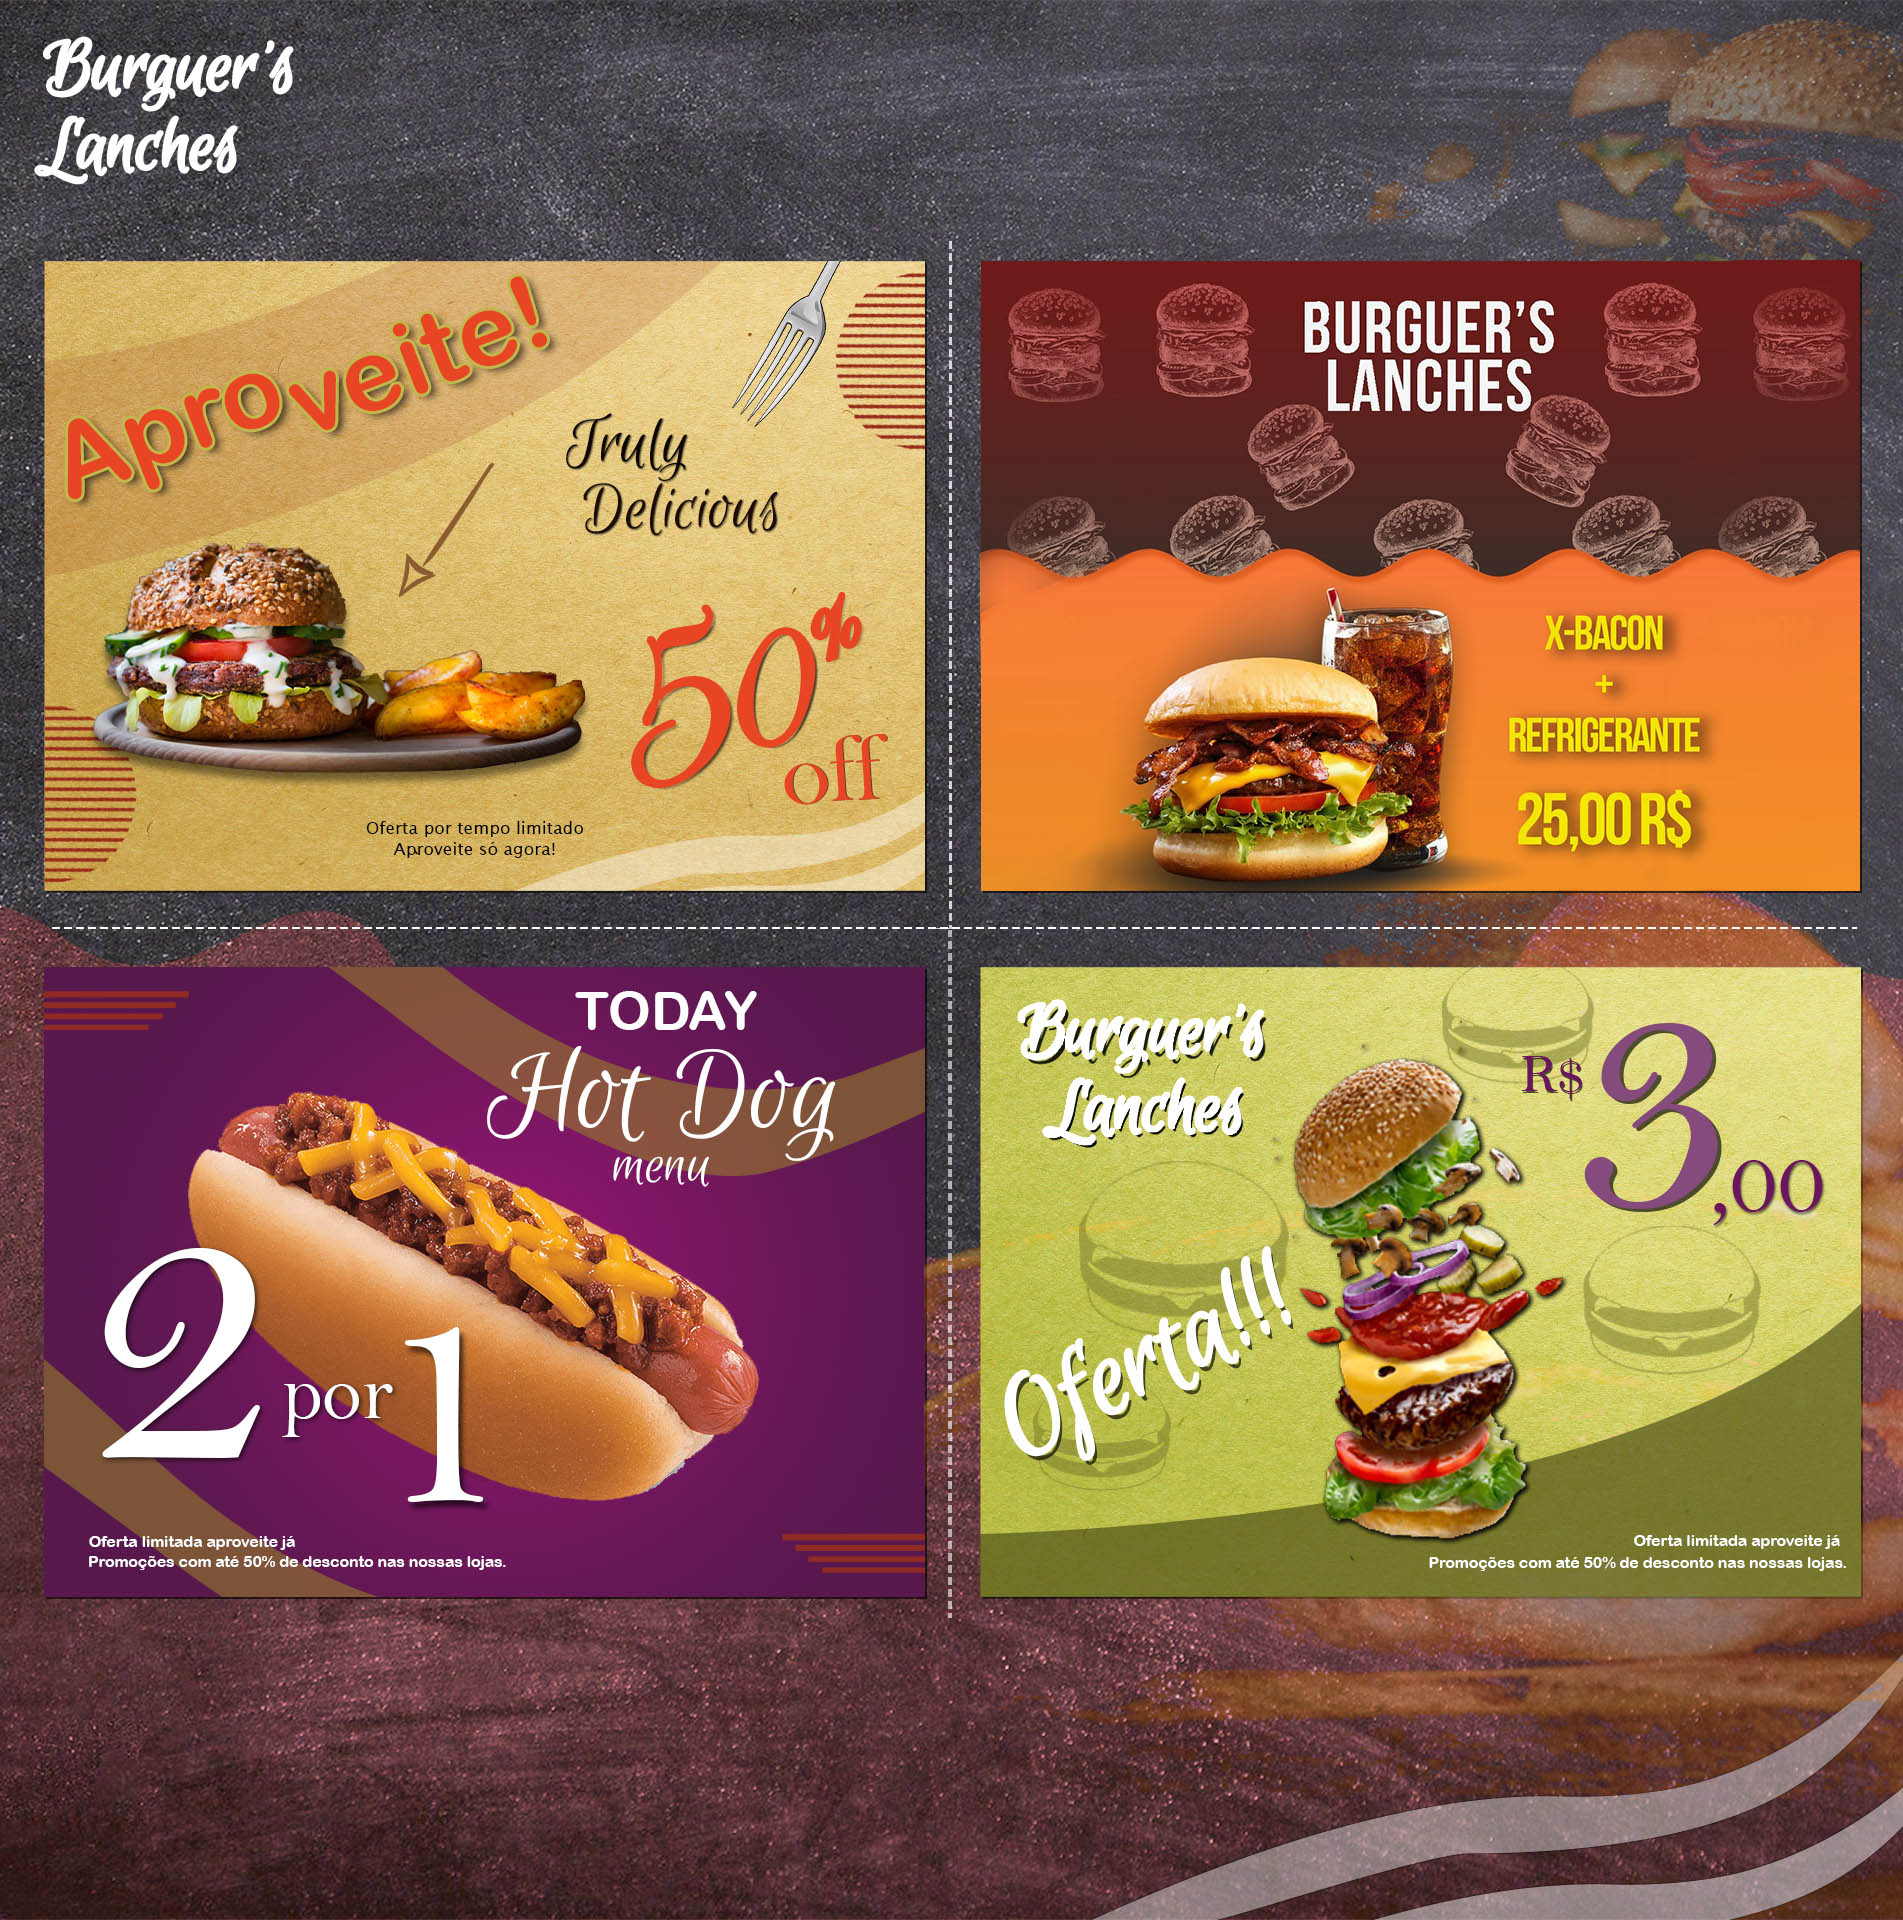 Burguer's
Lanches
Aproveite!
Truly
Delicious
50%
off
Oferta por tempo limitado
Aproveite só agora!
BURGUER'S
LANCHES
X-BACON
+
REFRIGERANTE
25,00 R$
TODAY
Hot Dog
menu
2 por 1
Oferta limitada aproveite já
Promoções com até 50% de desconto nas nossas lojas.
Burguer's
Lanches
R$ 3,00
Oferta!!!
Oferta limitada aproveite já
Promoções com até 50% de desconto nas nossas lojas.